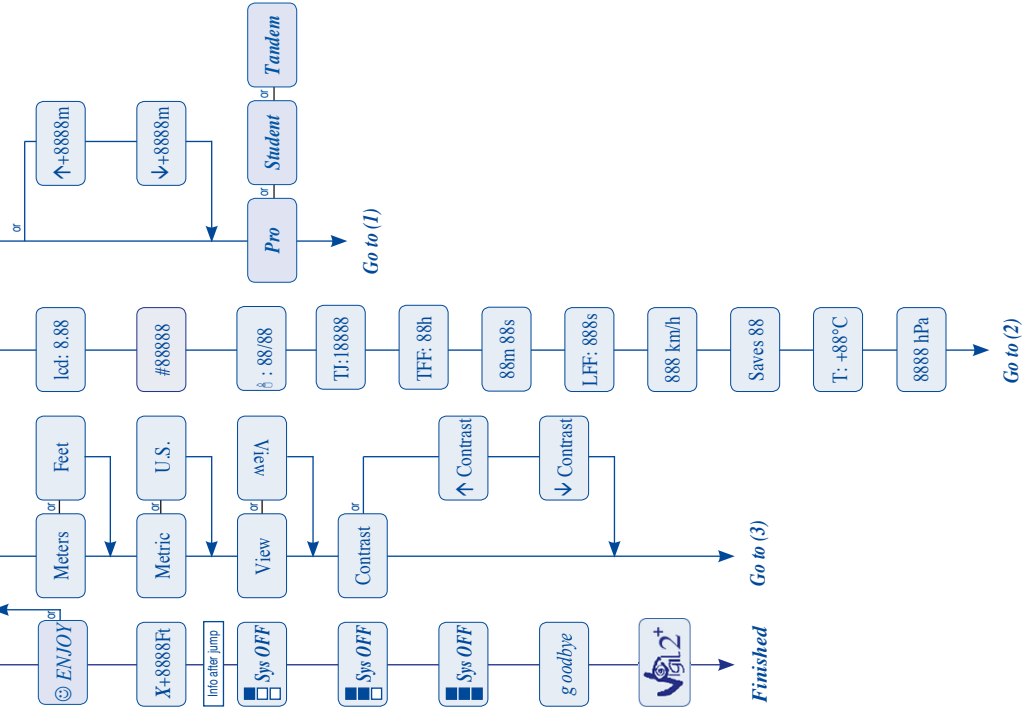 or
↑+8888m
↓+8888m
Pro
or
Student
or
Tandem
Go to (1)
lcd: 8.88
#88888
: 88/88
TJ:18888
TFF: 88h
88m 88s
LFF: 888s
888 km/h
Saves 88
T: +88°C
8888 hPa
Go to (2)
Meters
or
Feet
Metric
or
U.S.
View
or
View
Contrast
or
↑ Contrast
↓ Contrast
Go to (3)
☺ ENJOY
or
X+8888Ft
Info after jump
Sys OFF
Sys OFF
Sys OFF
g oodbye
Vigil 2+
Finished